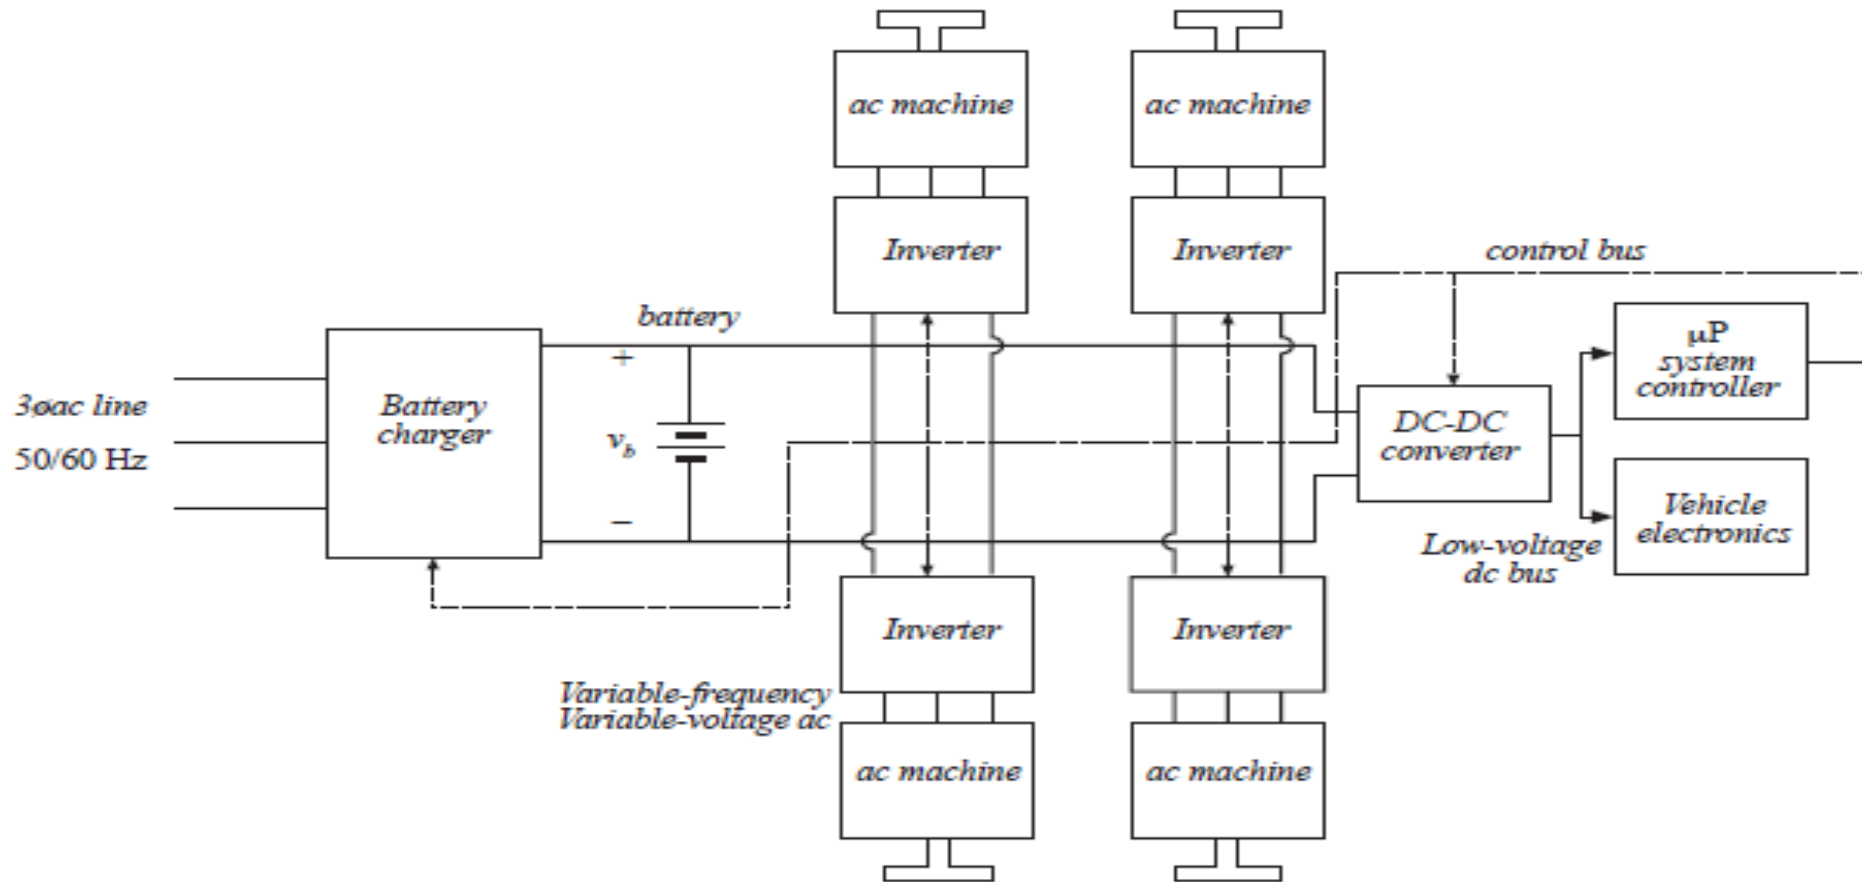 ac machine
ac machine
Inverter
Inverter
control bus
battery
+
3øac line
50/60 Hz
Battery
charger
v_b
−
µP
system
controller
DC-DC
converter
Vehicle
electronics
Low-voltage
dc bus
Inverter
Inverter
Variable-frequency
Variable-voltage ac
ac machine
ac machine